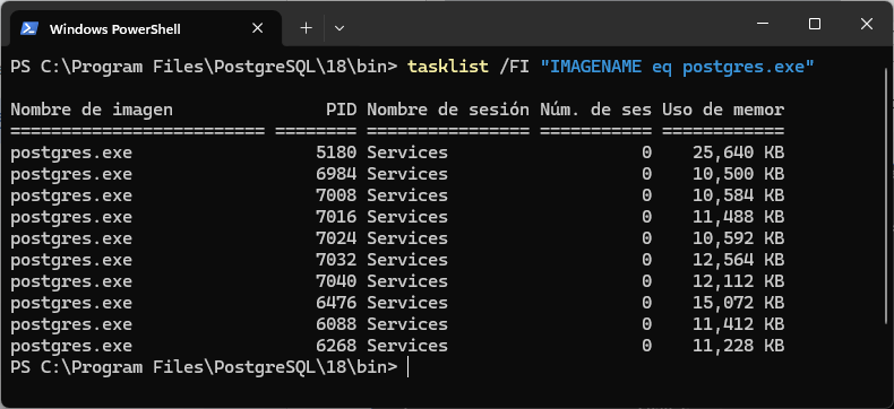 Windows PowerShell
PS C:\Program Files\PostgreSQL\18\bin> tasklist /FI "IMAGENAME eq postgres.exe"
Nombre de imagen PID Nombre de sesión Núm. de ses Uso de memor
========================= ======== ================ =========== ============
postgres.exe 5180 Services 0 25,640 KB
postgres.exe 6984 Services 0 10,500 KB
postgres.exe 7008 Services 0 10,584 KB
postgres.exe 7016 Services 0 11,488 KB
postgres.exe 7024 Services 0 10,592 KB
postgres.exe 7032 Services 0 12,564 KB
postgres.exe 7040 Services 0 12,112 KB
postgres.exe 6476 Services 0 15,072 KB
postgres.exe 6088 Services 0 11,412 KB
postgres.exe 6268 Services 0 11,228 KB
PS C:\Program Files\PostgreSQL\18\bin>